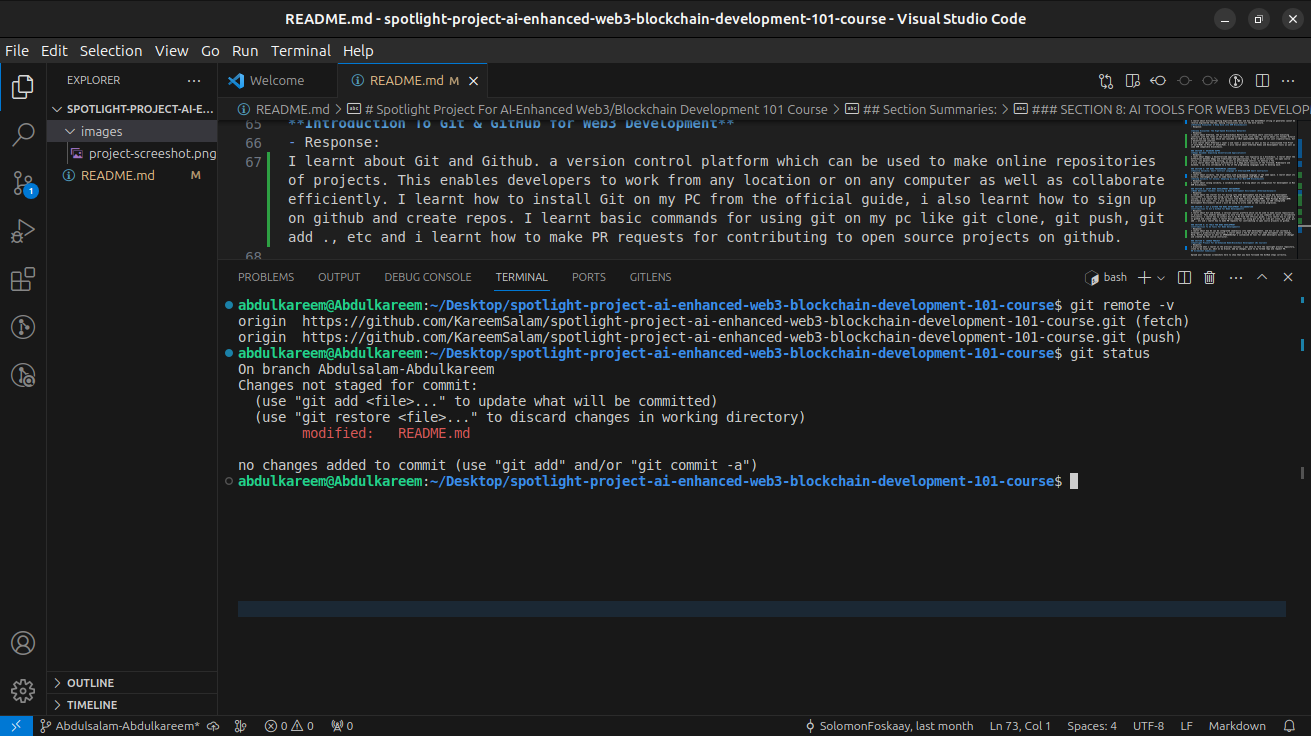 README.md - spotlight-project-ai-enhanced-web3-blockchain-development-101-course - Visual Studio Code
File Edit Selection View Go Run Terminal Help
EXPLORER
SPOTLIGHT-PROJECT-AI-E...
images
project-screeshot.png
README.md M
1
Welcome
README.md M
README.md > # Spotlight Project For AI-Enhanced Web3/Blockchain Development 101 Course > ## Section Summaries: > ### SECTION 8: AI TOOLS FOR WEB3 DEVELOP
65 **Introduction To Git & GitHub for Web3 Development**
66 - Response:
67 I learnt about Git and Github. a version control platform which can be used to make online repositories
of projects. This enables developers to work from any location or on any computer as well as collaborate
efficiently. I learnt how to install Git on my PC from the official guide, i also learnt how to sign up
on github and create repos. I learnt basic commands for using git on my pc like git clone, git push, git
add ., etc and i learnt how to make PR requests for contributing to open source projects on github.
68
PROBLEMS OUTPUT DEBUG CONSOLE TERMINAL PORTS GITLENS
bash
abdulkareem@Abdulkareem:~/Desktop/spotlight-project-ai-enhanced-web3-blockchain-development-101-course$ git remote -v
origin https://github.com/KareemSalam/spotlight-project-ai-enhanced-web3-blockchain-development-101-course.git (fetch)
origin https://github.com/KareemSalam/spotlight-project-ai-enhanced-web3-blockchain-development-101-course.git (push)
abdulkareem@Abdulkareem:~/Desktop/spotlight-project-ai-enhanced-web3-blockchain-development-101-course$ git status
On branch Abdulsalam-Abdulkareem
Changes not staged for commit:
(use "git add <file>..." to update what will be committed)
(use "git restore <file>..." to discard changes in working directory)
modified: README.md
no changes added to commit (use "git add" and/or "git commit -a")
abdulkareem@Abdulkareem:~/Desktop/spotlight-project-ai-enhanced-web3-blockchain-development-101-course$
OUTLINE
TIMELINE
Abdulsalam-Abdulkareem* 0 0 0 SolomonFoskaay, last month Ln 73, Col 1 Spaces: 4 UTF-8 LF Markdown